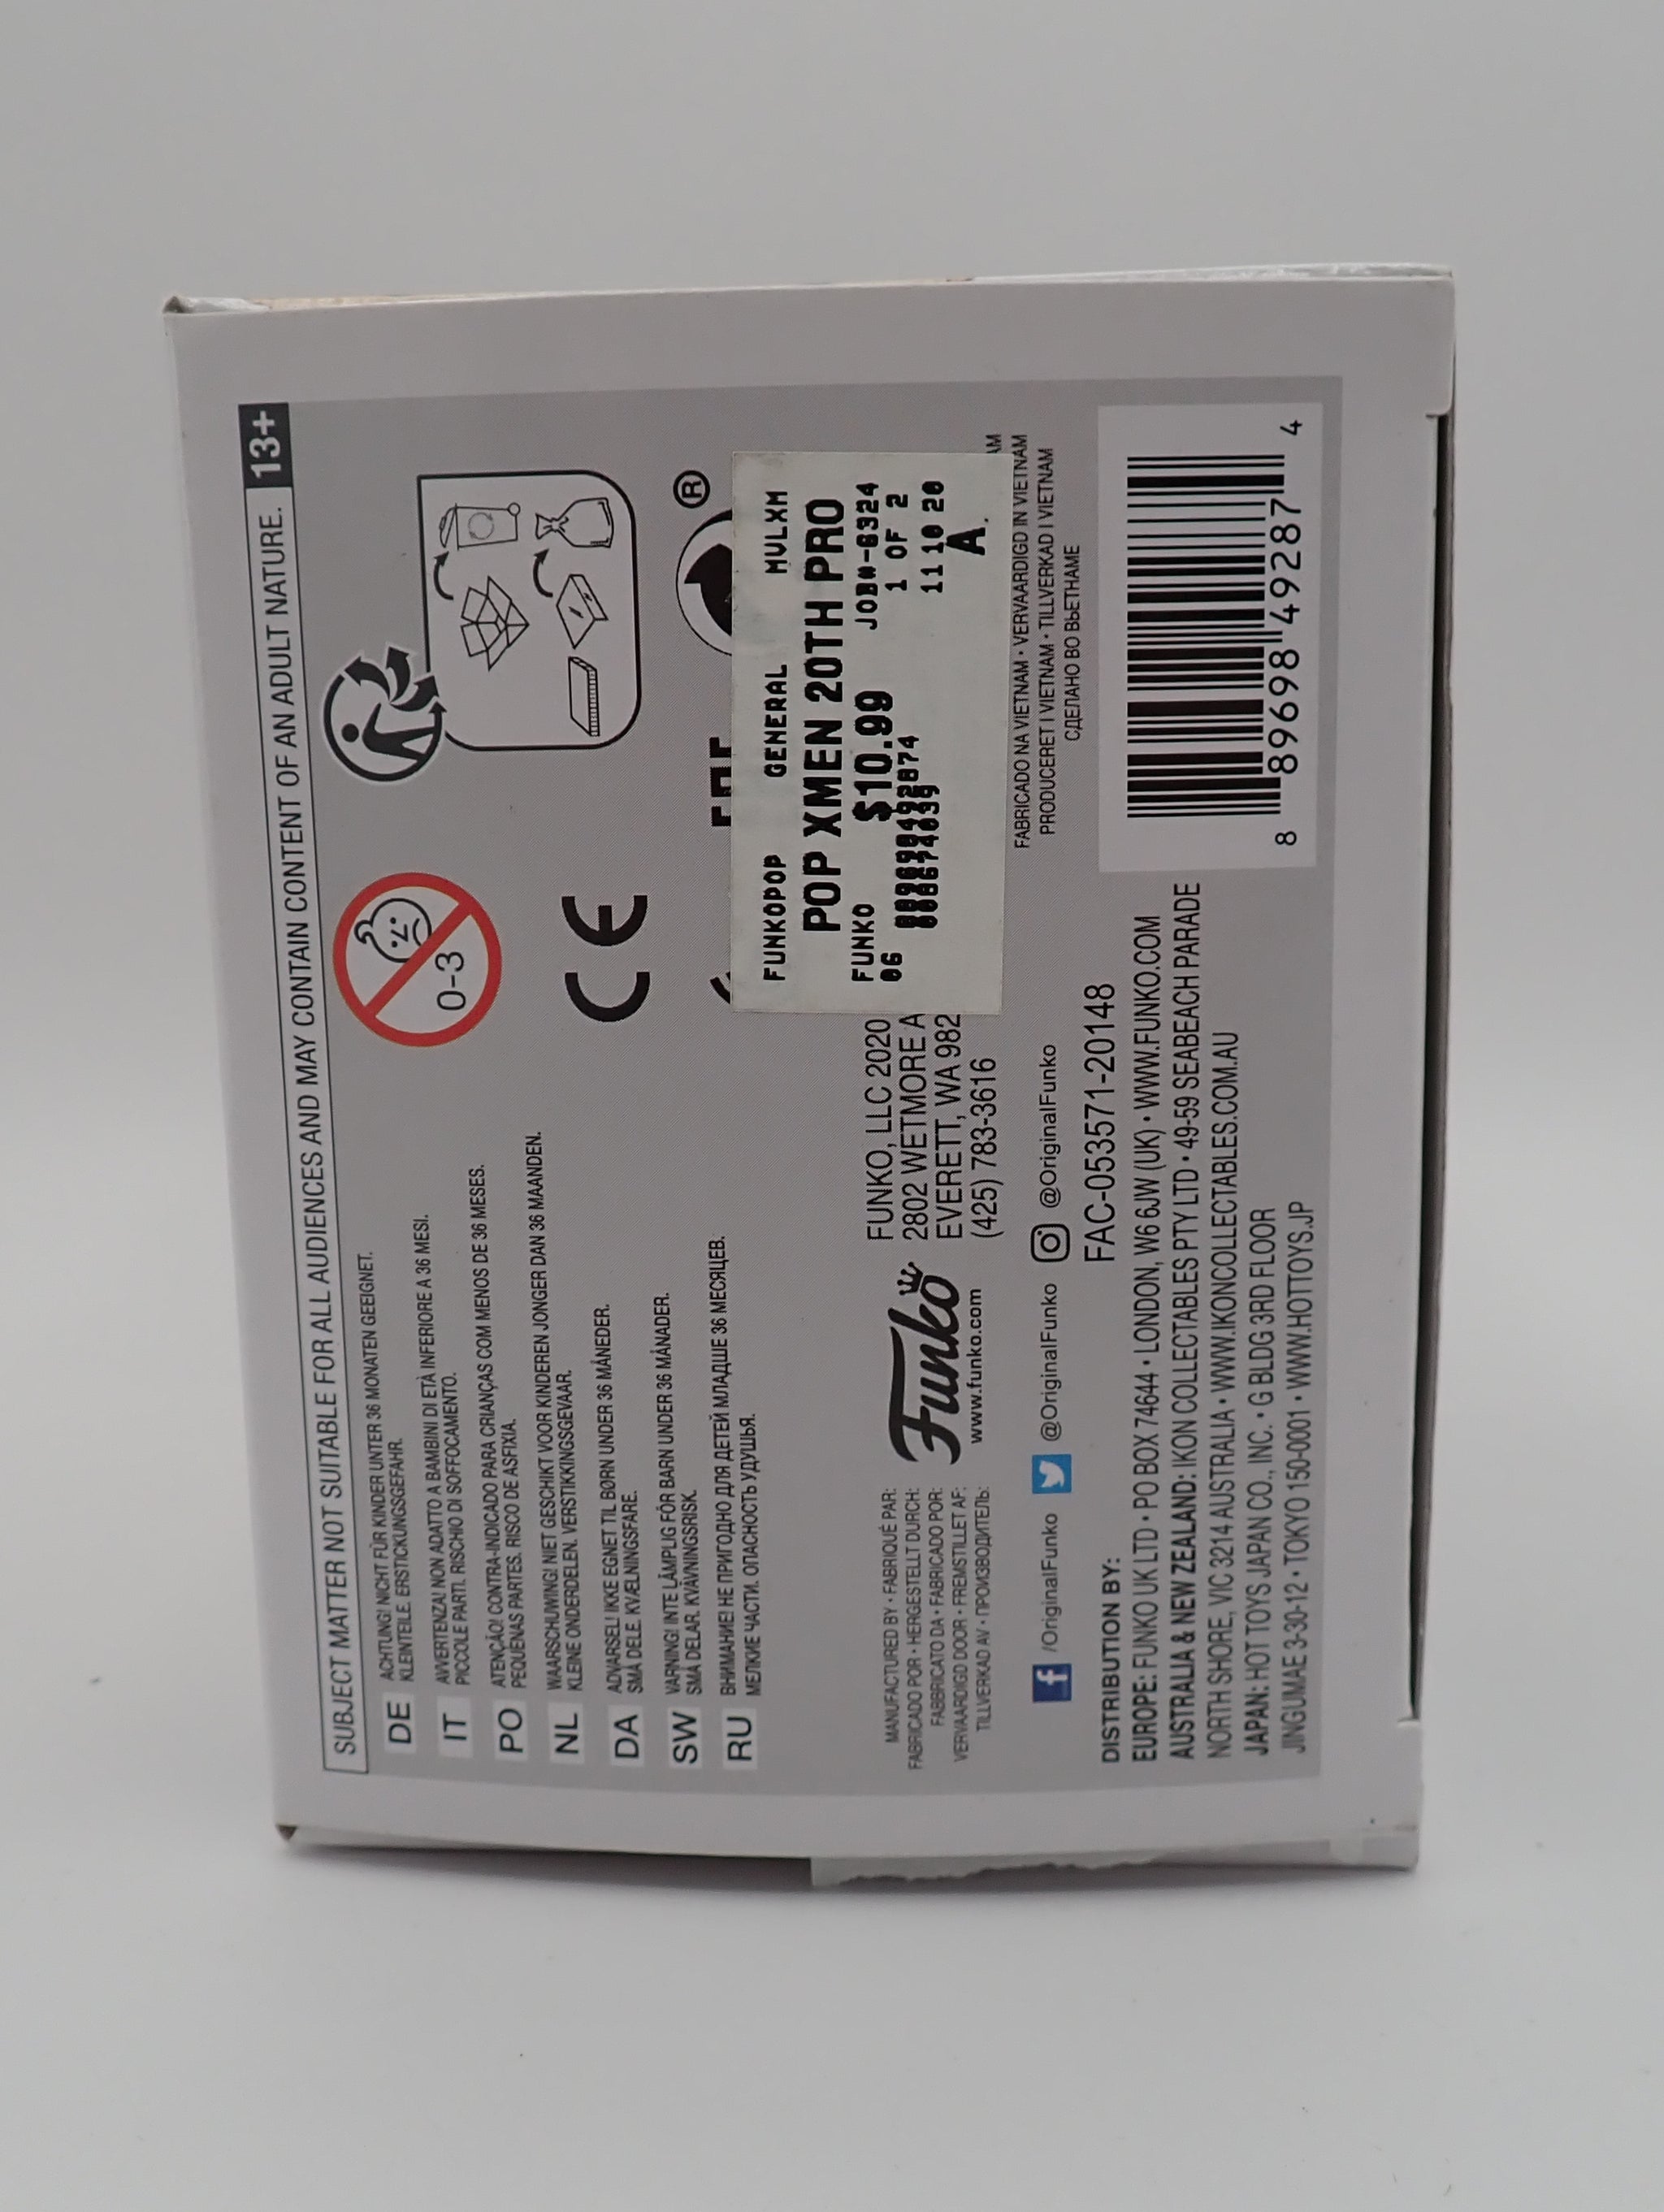 SUBJECT MATTER NOT SUITABLE FOR ALL AUDIENCES AND MAY CONTAIN CONTENT OF AN ADULT NATURE. 13+
DE ACHTUNG! NICHT FÜR KINDER UNTER 36 MONATEN GEEIGNET.
KLEINTEILE. ERSTICKUNGSGEFAHR.
IT AVVERTENZA! NON ADATTO A BAMBINI DI ETÀ INFERIORE A 36 MESI.
PICCOLE PARTI. RISCHIO DI SOFFOCAMENTO.
PO ATENÇÃO! CONTRA-INDICADO PARA CRIANÇAS COM MENOS DE 36 MESES.
PEQUENAS PARTES. RISCO DE ASFIXIA.
NL WAARSCHUWING! NIET GESCHIKT VOOR KINDEREN JONGER DAN 36 MAANDEN.
KLEINE ONDERDELEN. VERSTIKKINGSGEVAAR.
DA ADVARSEL! IKKE EGNET TIL BØRN UNDER 36 MÅNEDER.
SMÅ DELE. KVÆLNINGSFARE.
SW VARNING! INTE LÄMPLIG FÖR BARN UNDER 36 MÅNADER.
SMÅ DELAR. KVÄVNINGSRISK.
RU ВНИМАНИЕ! НЕ ПРИГОДНО ДЛЯ ДЕТЕЙ МЛАДШЕ 36 МЕСЯЦЕВ.
МЕЛКИЕ ЧАСТИ. ОПАСНОСТЬ УДУШЬЯ.
0-3
CE
®
FUNKOPOP GENERAL MVLXM
POP XMEN 20TH PRO
FUNKO $10.99 JOBW-6324
06 1 OF 2
11 10 20
A.
MANUFACTURED BY • FABRIQUÉ PAR:
FABRICADO POR • HERGESTELLT DURCH:
FABBRICATO DA • FABRICADO POR:
VERVAARDIGD DOOR • FREMSTILLET AF:
TILLVERKAD AV • ПРОИЗВОДИТЕЛЬ:
Funko
www.funko.com
FUNKO, LLC 2020
2802 WETMORE A
EVERETT, WA 982
(425) 783-3616
AM
FABRICADO NA VIETNAM • VERVAARDIGD IN VIETNAM
PRODUCERET I VIETNAM • TILLVERKAD I VIETNAM
СДЕЛАНО ВО ВЬЕТНАМЕ
/OriginalFunko @OriginalFunko @OriginalFunko
FAC-053571-20148
DISTRIBUTION BY:
EUROPE: FUNKO UK LTD • PO BOX 74644 • LONDON, W6 6JW (UK) • WWW.FUNKO.COM
AUSTRALIA & NEW ZEALAND: IKON COLLECTABLES PTY LTD • 49-59 SEABEACH PARADE
NORTH SHORE, VIC 3214 AUSTRALIA • WWW.IKONCOLLECTABLES.COM.AU
JAPAN: HOT TOYS JAPAN CO., INC. • G BLDG 3RD FLOOR
JINGUMAE 3-30-12 • TOKYO 150-0001 • WWW.HOTTOYS.JP
8 89698 49287 4